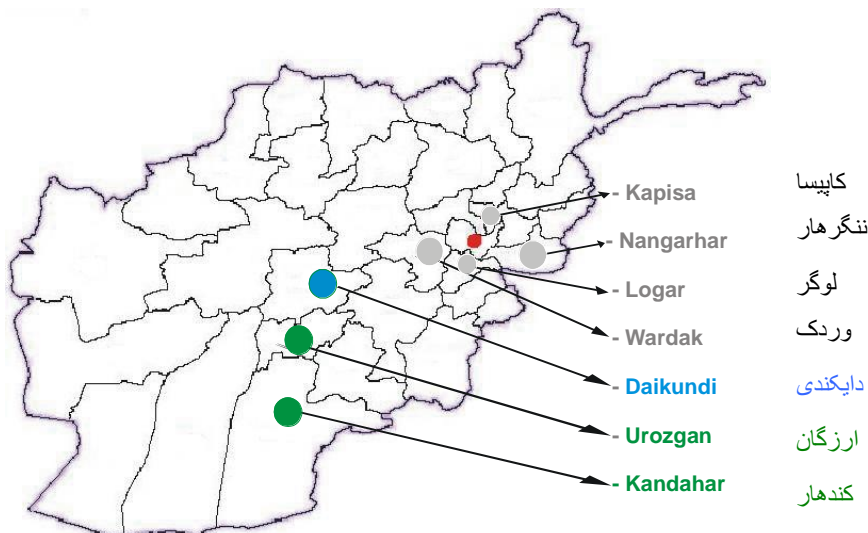 - Kapisa کاپیسا
- Nangarhar ننگرهار
- Logar لوگر
- Wardak وردک
- Daikundi دایکندی
- Urozgan ارزگان
- Kandahar کندهار